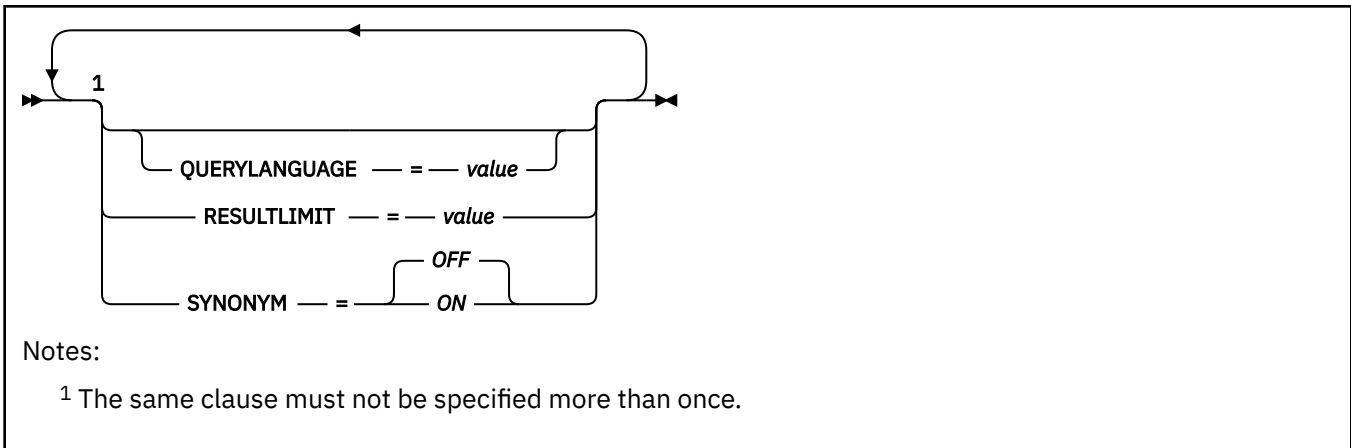 1
QUERYLANGUAGE = value
RESULTLIMIT = value
OFF
SYNONYM = ON
Notes:
1 The same clause must not be specified more than once.